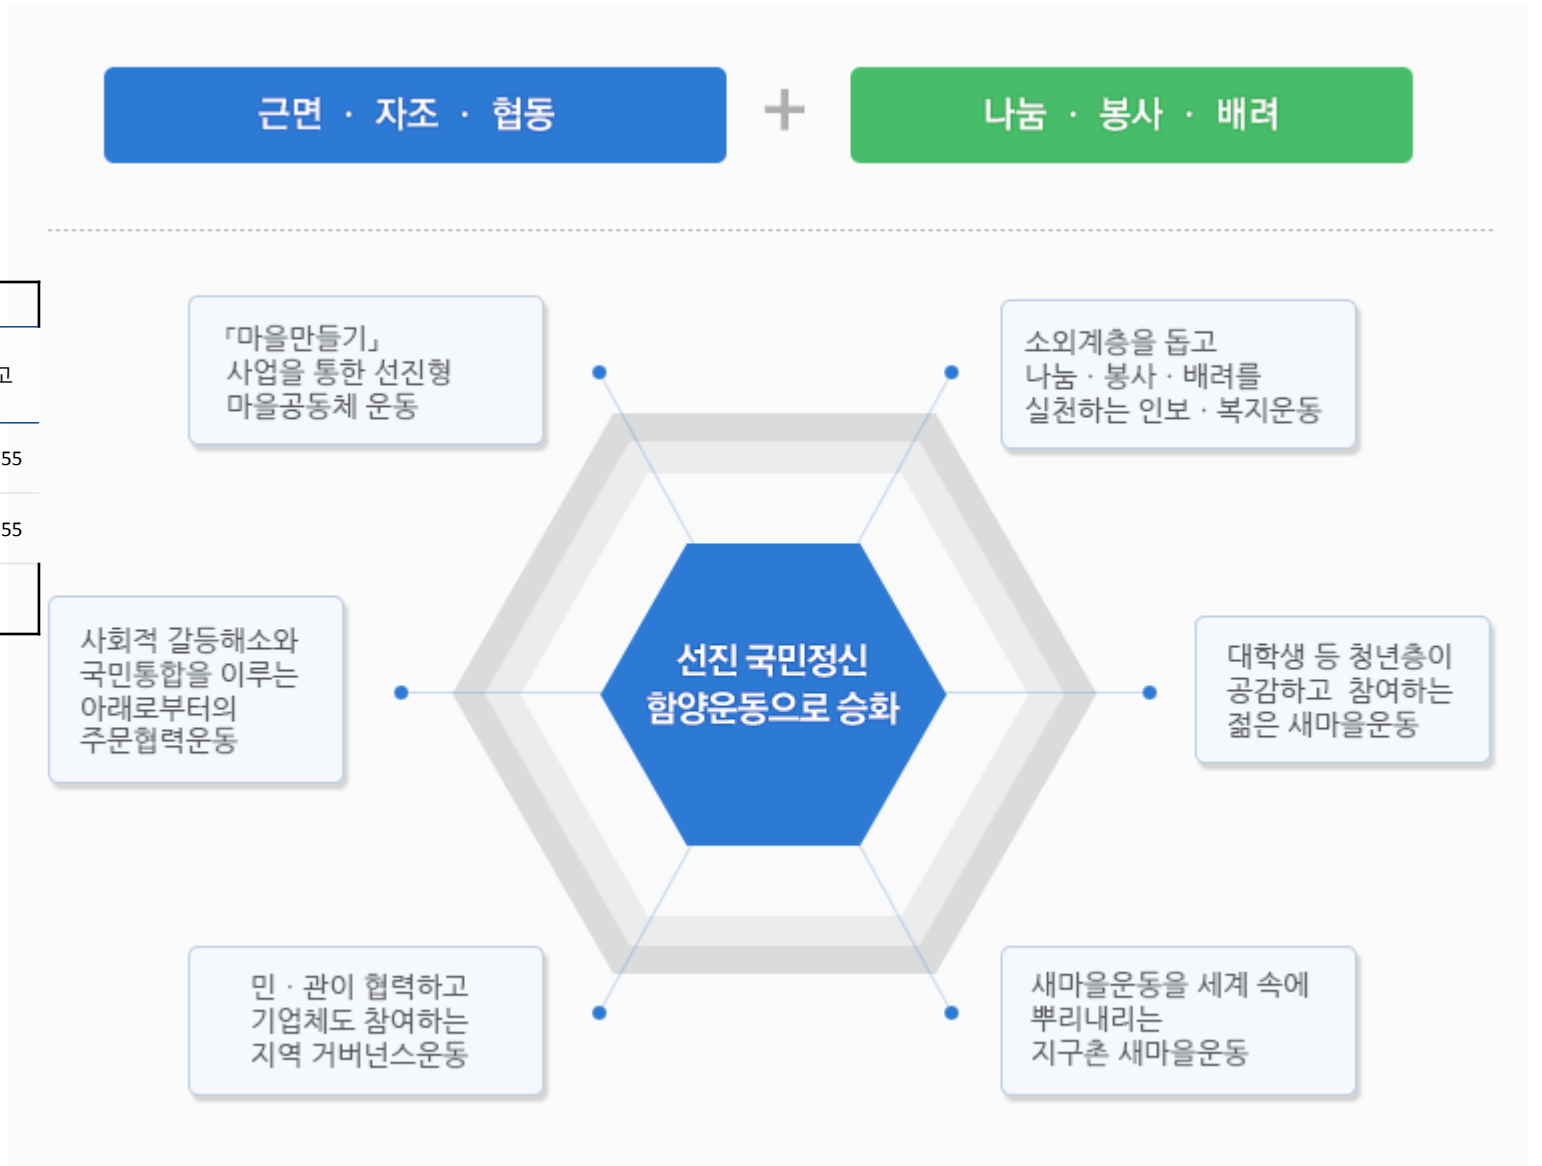 근면 · 자조 · 협동
+
나눔 · 봉사 · 배려
「마을만들기」
사업을 통한 선진형
마을공동체 운동
소외계층을 돕고
나눔 · 봉사 · 배려를
실천하는 인보 · 복지운동
고
55
55
사회적 갈등해소와
국민통합을 이루는
아래로부터의
주문협력운동
선진 국민정신
함양운동으로 승화
대학생 등 청년층이
공감하고 참여하는
젊은 새마을운동
민 · 관이 협력하고
기업체도 참여하는
지역 거버넌스운동
새마을운동을 세계 속에
뿌리내리는
지구촌 새마을운동